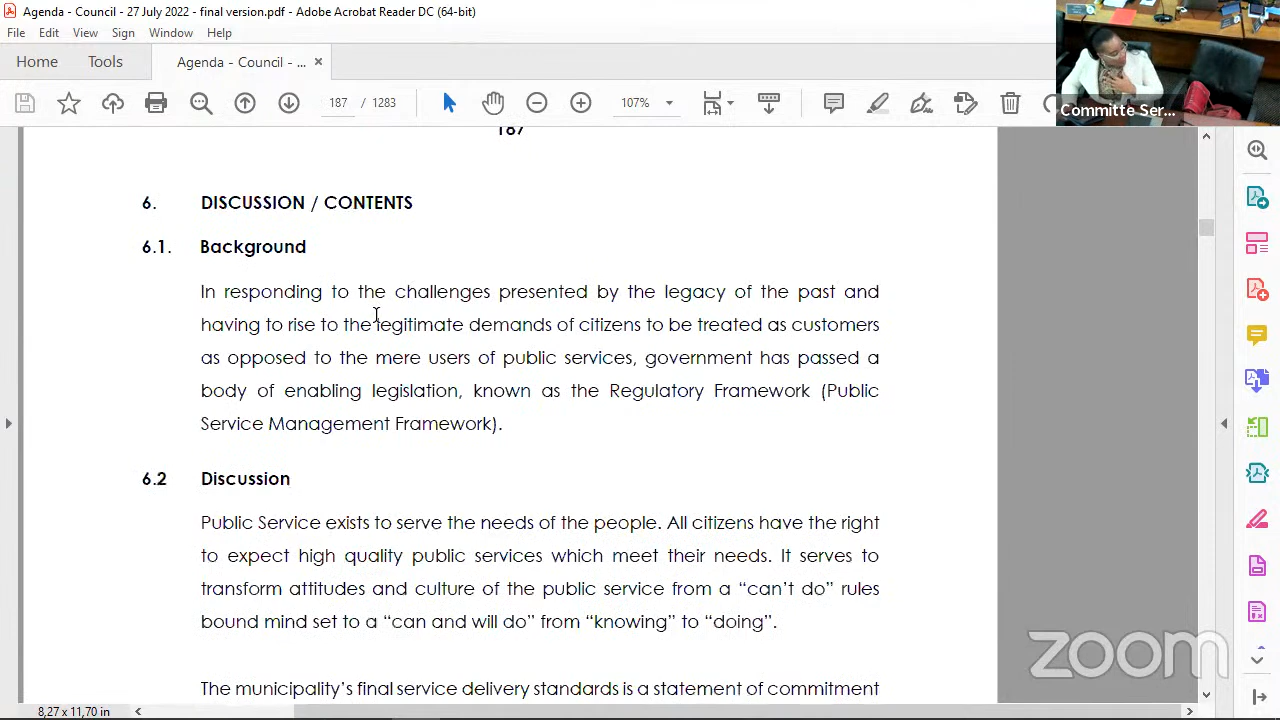 Agenda - Council - 27 July 2022 - final version.pdf - Adobe Acrobat Reader DC (64-bit)
File Edit View Sign Window Help
Home Tools Agenda - Council - ... ×
187 / 1283 107%
Committe Ser...
187
6. DISCUSSION / CONTENTS
6.1. Background
In responding to the challenges presented by the legacy of the past and
having to rise to the legitimate demands of citizens to be treated as customers
as opposed to the mere users of public services, government has passed a
body of enabling legislation, known as the Regulatory Framework (Public
Service Management Framework).
6.2 Discussion
Public Service exists to serve the needs of the people. All citizens have the right
to expect high quality public services which meet their needs. It serves to
transform attitudes and culture of the public service from a “can’t do” rules
bound mind set to a “can and will do” from “knowing” to “doing”.
The municipality’s final service delivery standards is a statement of commitment
zoom
8,27 x 11,70 in